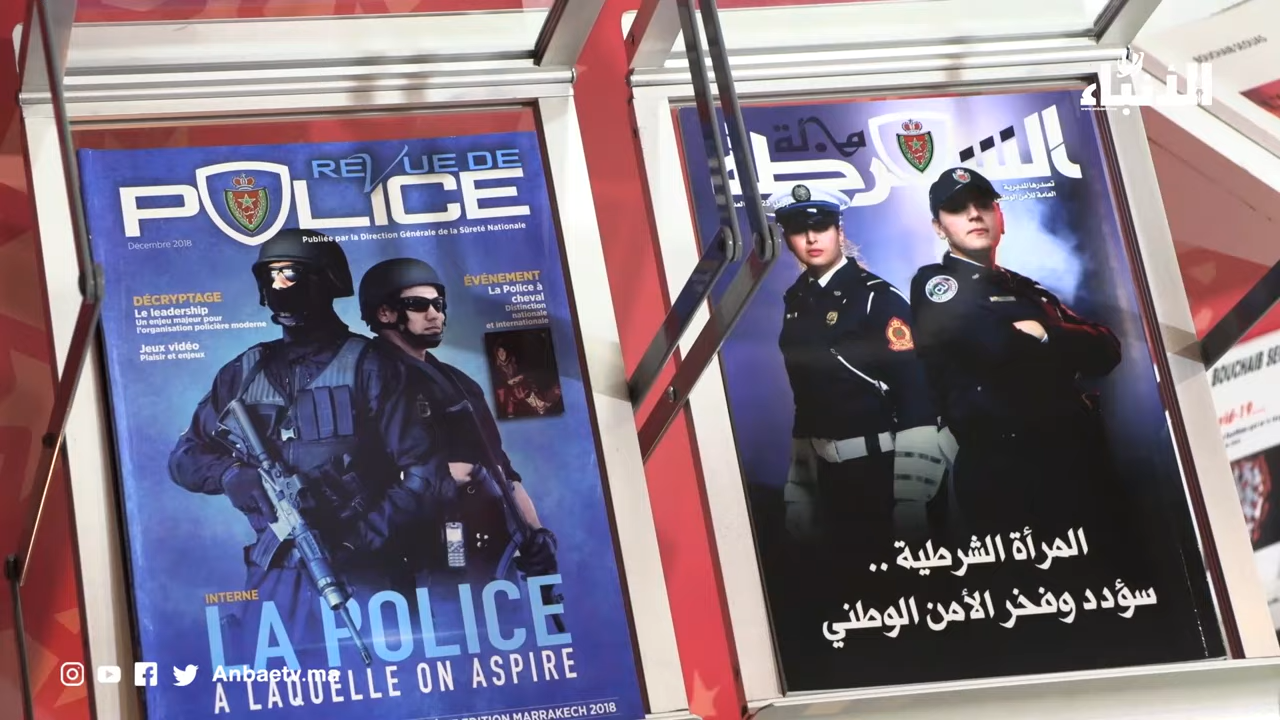 REVUE DE
POLICE
Décembre 2018
Publiée par la Direction Générale de la Sûreté Nationale
DÉCRYPTAGE
Le leadership
Un enjeu majeur pour
l'organisation policière moderne
Jeux vidéo
Plaisir et enjeux
ÉVÉNEMENT
La Police à
cheval
Distinction
nationale
et internationale
INTERNE
LA POLICE
A LAQUELLE ON ASPIRE
EDITION MARRAKECH 2018
مجلة
الشرطة
تصدرها المديرية
العامة للأمن الوطني
المرأة الشرطية ..
سؤدد وفخر الأمن الوطني
الأنباء
BOUCHAIB SE
Anbaetv.ma